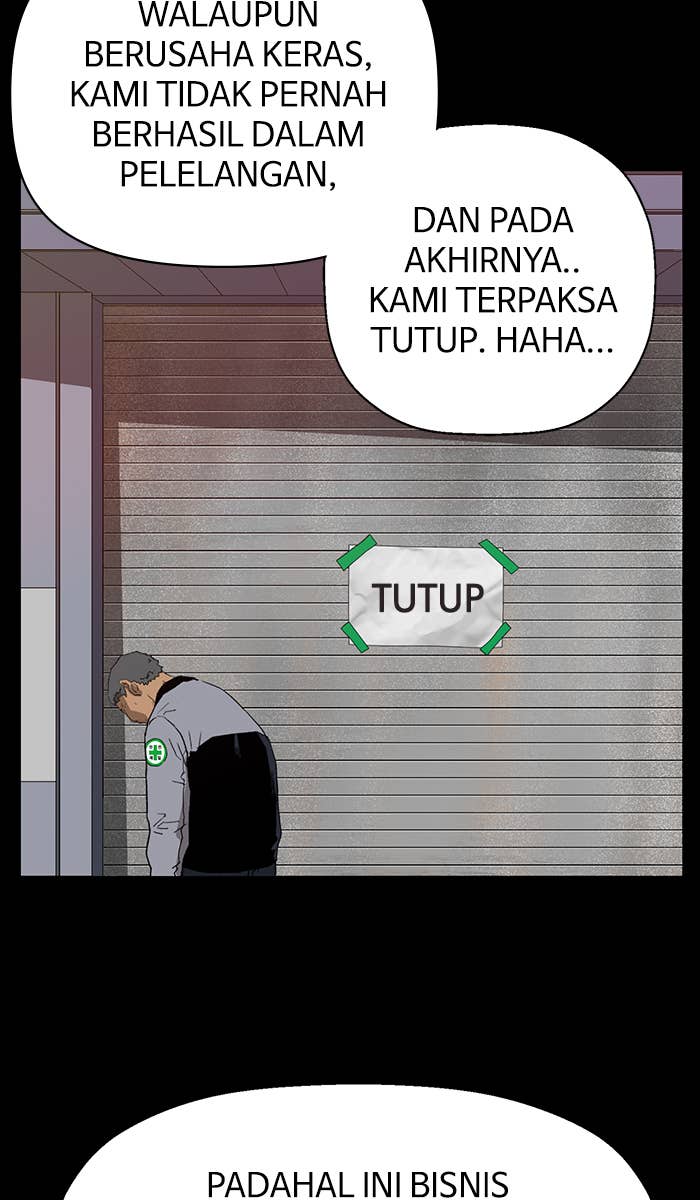 WALAUPUN
BERUSAHA KERAS,
KAMI TIDAK PERNAH
BERHASIL DALAM
PELELANGAN,
DAN PADA
AKHIRNYA..
KAMI TERPAKSA
TUTUP. HAHA...
TUTUP
PADAHAL INI BISNIS